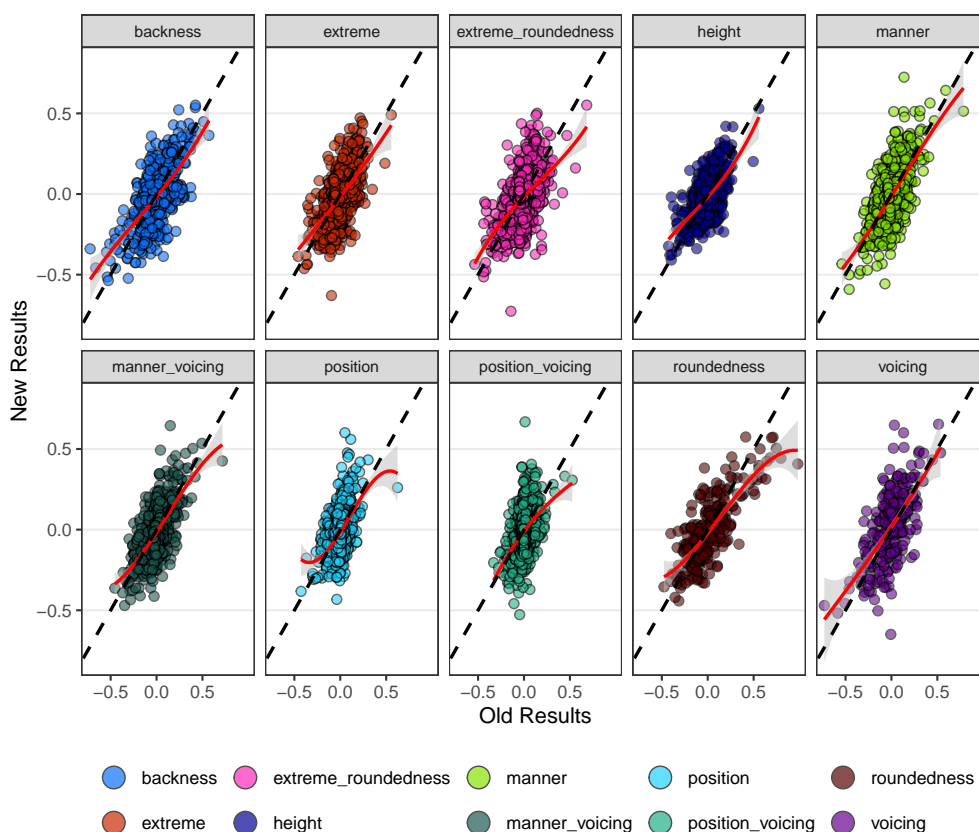 backness extreme extreme_roundedness height manner
0.5
0.0
−0.5
manner_voicing position position_voicing roundedness voicing
0.5
0.0
−0.5
New Results
−0.5 0.0 0.5 −0.5 0.0 0.5 −0.5 0.0 0.5 −0.5 0.0 0.5 −0.5 0.0 0.5
Old Results
backness extreme_roundedness manner position roundedness
extreme height manner_voicing position_voicing voicing